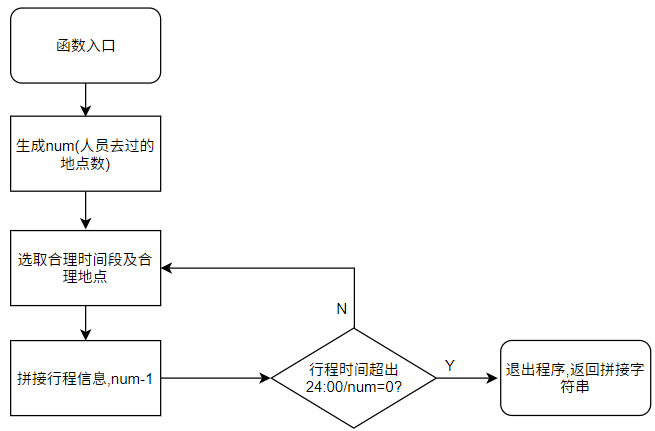 函数入口
生成num(人员去过的
地点数)
选取合理时间段及合
理地点
N
拼接行程信息,num-1
行程时间超出
24:00/num=0?
Y
退出程序,返回拼接字
符串